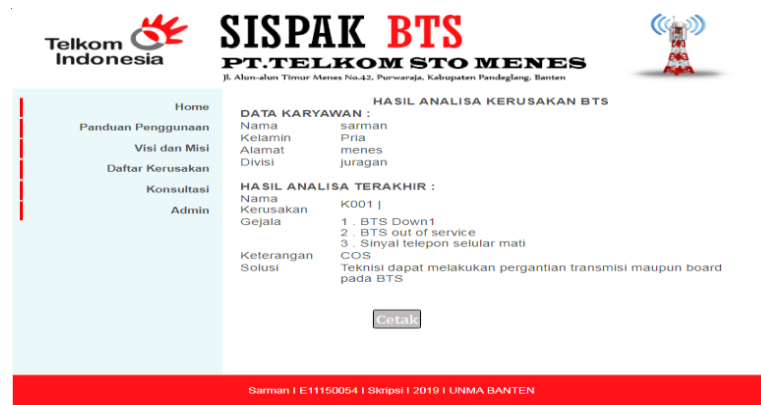 Telkom
Indonesia
SISPAK BTS
PT.TELKOM STO MENES
Jl. Alun-alun Timur Menes No.42, Purwaraja, Kabupaten Pandeglang, Banten
Home
Panduan Penggunaan
Visi dan Misi
Daftar Kerusakan
Konsultasi
Admin
HASIL ANALISA KERUSAKAN BTS
DATA KARYAWAN :
Nama sarman
Kelamin Pria
Alamat menes
Divisi juragan
HASIL ANALISA TERAKHIR :
Nama
Kerusakan K001 |
Gejala 1 . BTS Down1
2 . BTS out of service
3 . Sinyal telepon selular mati
Keterangan COS
Solusi Teknisi dapat melakukan pergantian transmisi maupun board
pada BTS
Cetak
Sarman I E11150054 I Skripsi I 2019 I UNMA BANTEN